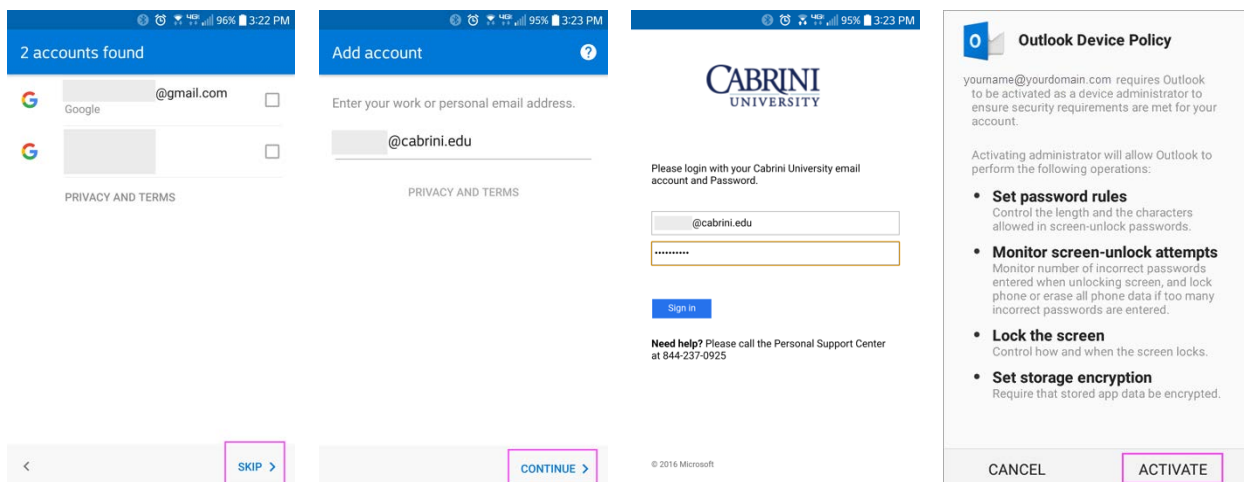 96% 3:22 PM
2 accounts found
@gmail.com
Google
PRIVACY AND TERMS
SKIP >
4G 95% 3:23 PM
Add account ?
Enter your work or personal email address.
@cabrini.edu
PRIVACY AND TERMS
CONTINUE >
4G 95% 3:23 PM
CABRINI
UNIVERSITY
Please login with your Cabrini University email
account and Password.
@cabrini.edu
••••••••••
Sign in
Need help? Please call the Personal Support Center
at 844-237-0925
© 2016 Microsoft
Outlook Device Policy
yourname@yourdomain.com requires Outlook
to be activated as a device administrator to
ensure security requirements are met for your
account.
Activating administrator will allow Outlook to
perform the following operations:
• Set password rules
Control the length and the characters
allowed in screen-unlock passwords.
• Monitor screen-unlock attempts
Monitor number of incorrect passwords
entered when unlocking screen, and lock
phone or erase all phone data if too many
incorrect passwords are entered.
• Lock the screen
Control how and when the screen locks.
• Set storage encryption
Require that stored app data be encrypted.
CANCEL ACTIVATE